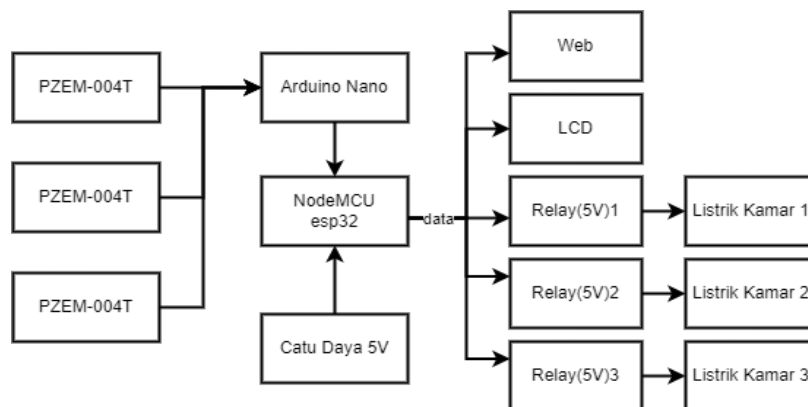 PZEM-004T
PZEM-004T
PZEM-004T
Arduino Nano
NodeMCU
esp32
Catu Daya 5V
data
Web
LCD
Relay(5V)1
Listrik Kamar 1
Relay(5V)2
Listrik Kamar 2
Relay(5V)3
Listrik Kamar 3